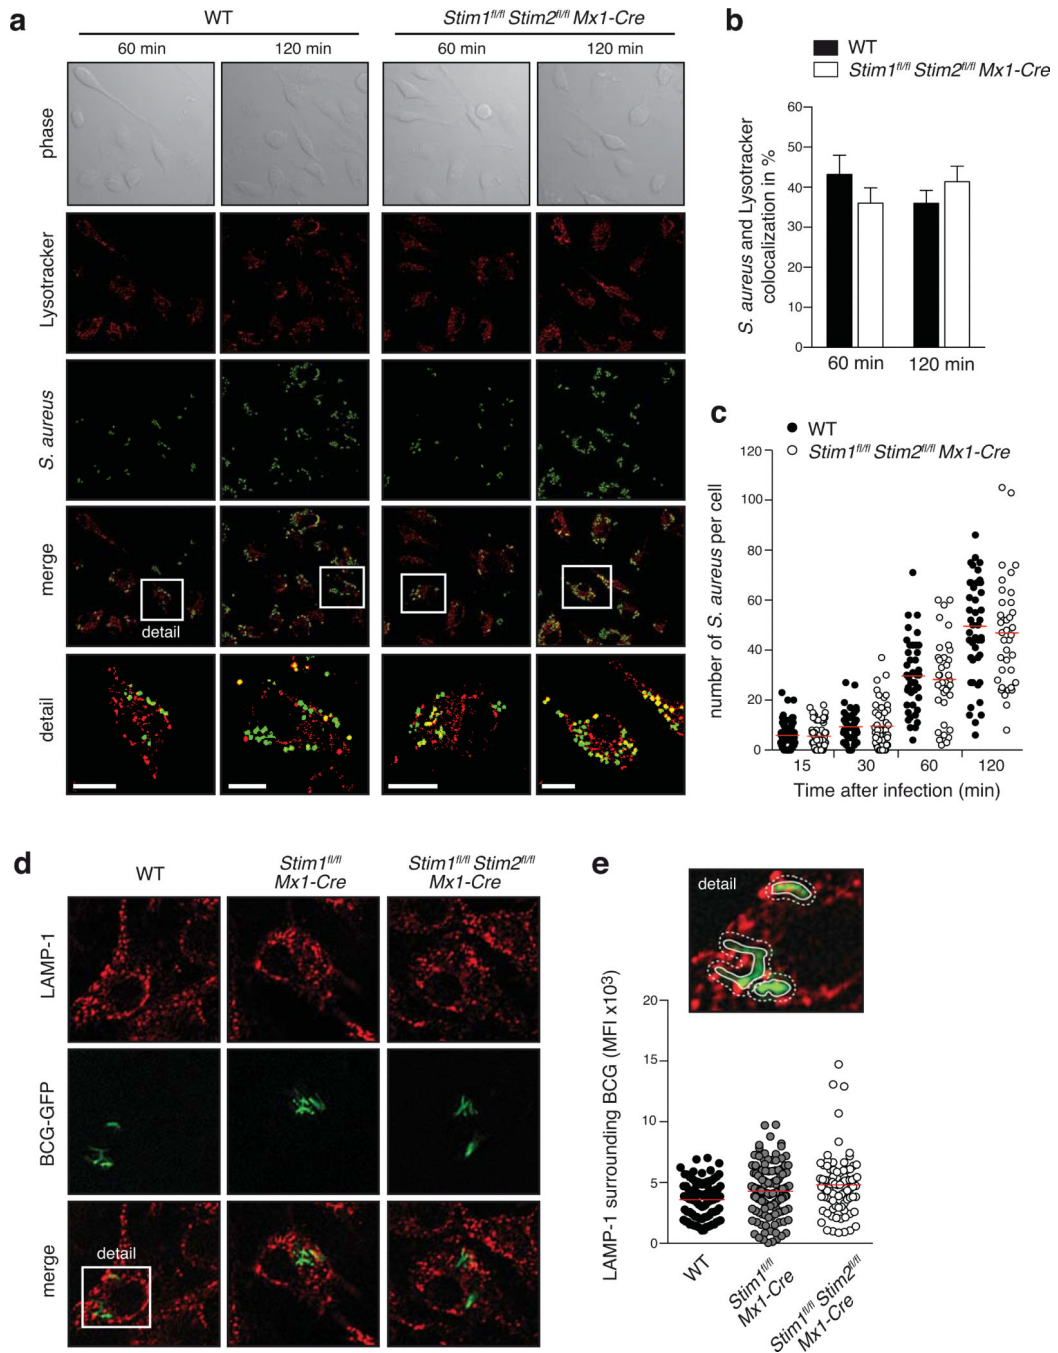 a
WT
Stim1fl/fl Stim2fl/fl Mx1-Cre
60 min
120 min
60 min
120 min
phase
Lysotracker
S. aureus
merge
detail
detail
b
WT
Stim1fl/fl Stim2fl/fl Mx1-Cre
S. aureus and Lysotracker
colocalization in %
60
50
40
30
20
10
0
60 min
120 min
c
WT
Stim1fl/fl Stim2fl/fl Mx1-Cre
number of S. aureus per cell
120
100
80
60
40
20
0
15
30
60
120
Time after infection (min)
d
WT
Stim1fl/fl
Mx1-Cre
Stim1fl/fl Stim2fl/fl
Mx1-Cre
LAMP-1
BCG-GFP
merge
detail
e
detail
LAMP-1 surrounding BCG (MFI x10³)
20
15
10
5
0
WT
Stim1fl/fl
Mx1-Cre
Stim1fl/fl Stim2fl/fl
Mx1-Cre